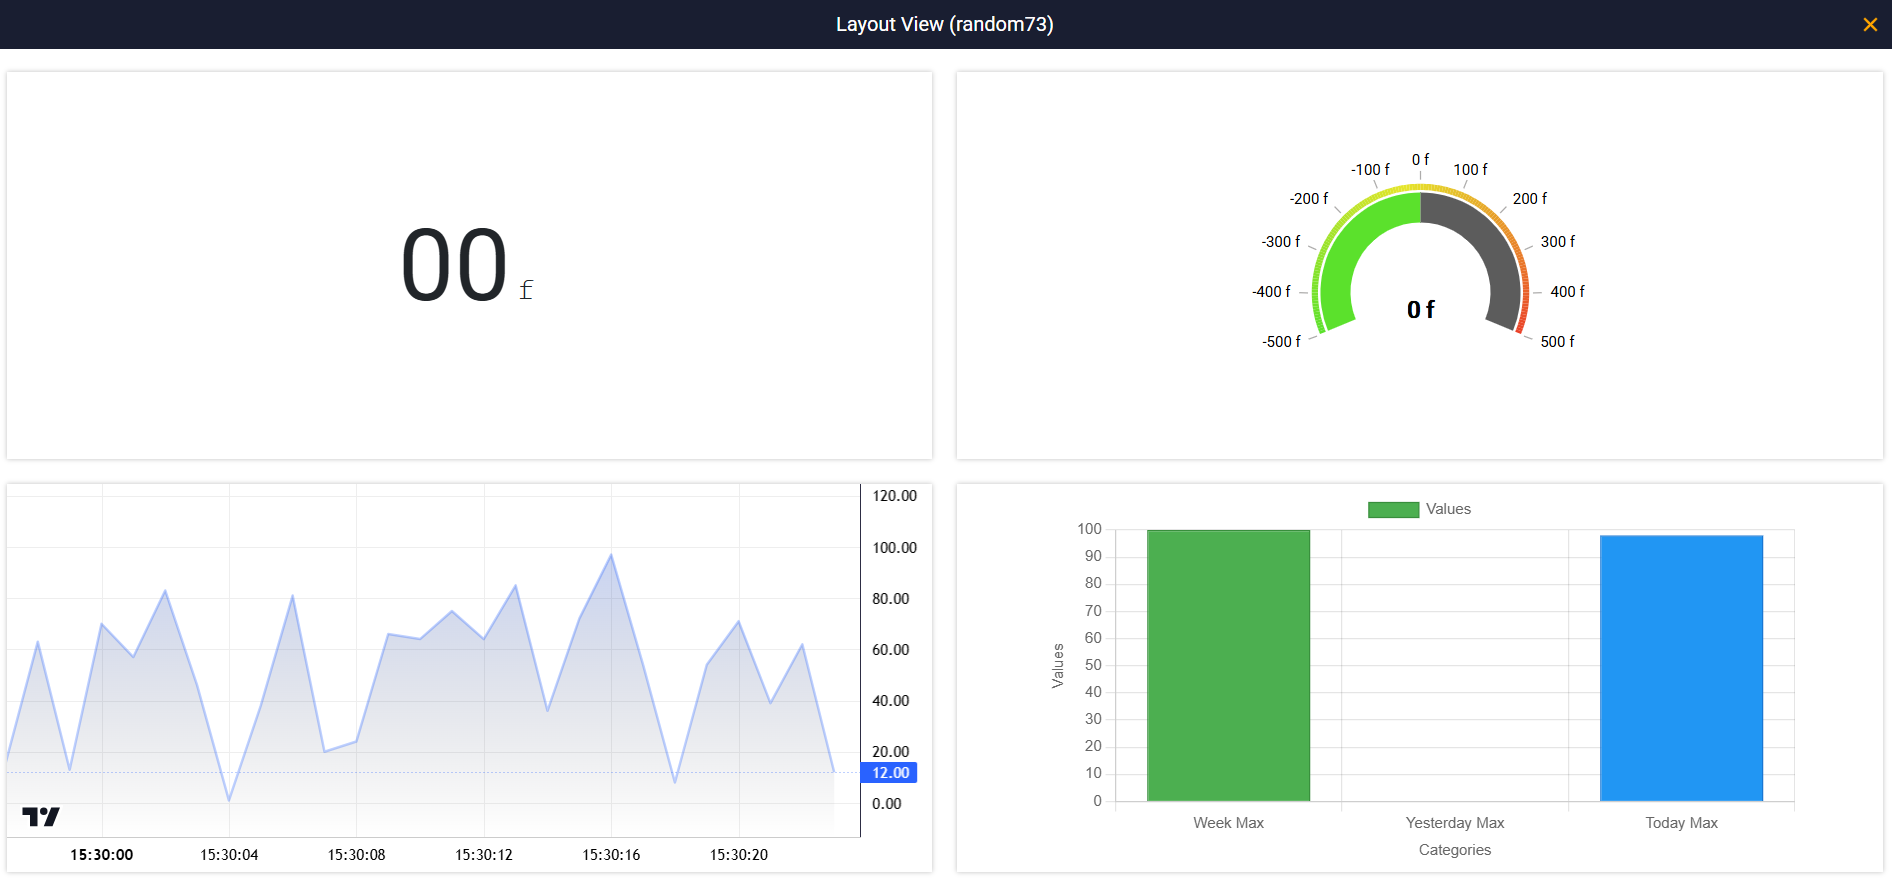 Layout View (random73)
00 f
0 f
-100 f
100 f
-200 f
200 f
-300 f
300 f
-400 f
400 f
0 f
-500 f
500 f
120.00
100.00
80.00
60.00
40.00
20.00
12.00
0.00
15:30:00 15:30:04 15:30:08 15:30:12 15:30:16 15:30:20
Values
100
90
80
70
60
50
40
30
20
10
0
Values
Week Max Yesterday Max Today Max
Categories